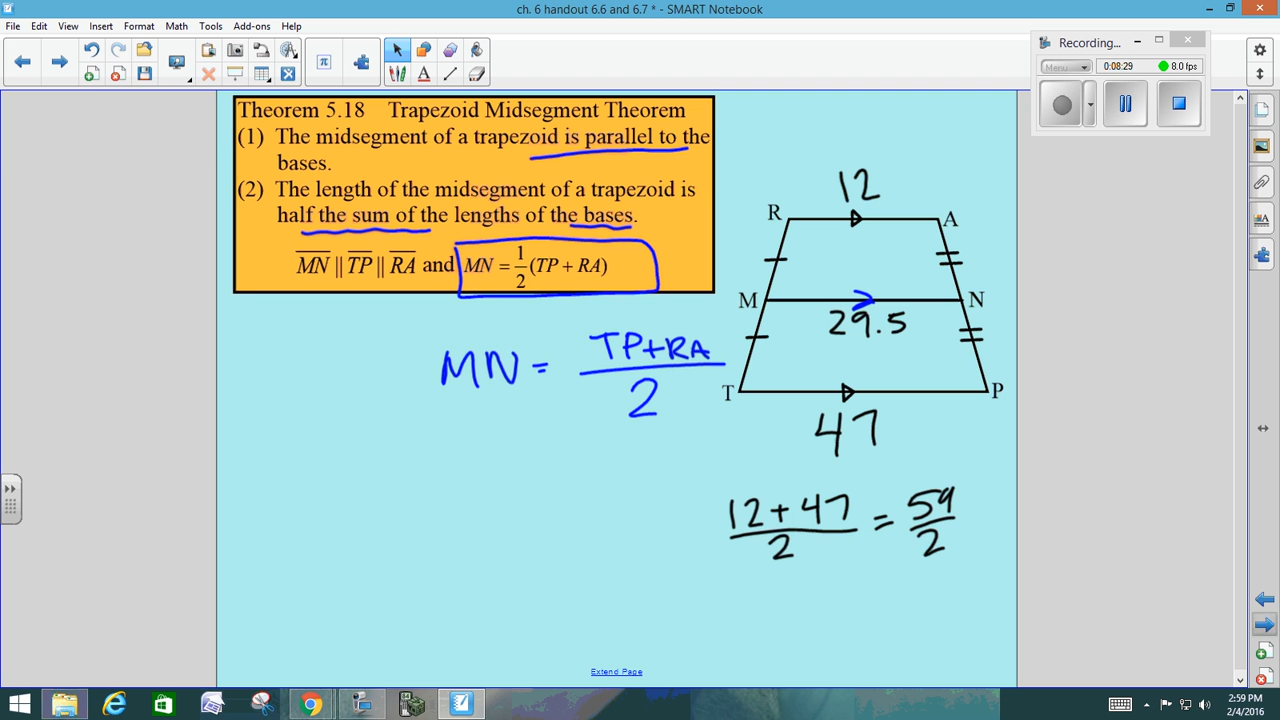 ch. 6 handout 6.6 and 6.7 * - SMART Notebook
File Edit View Insert Format Math Tools Add-ons Help
Recording...
Menu 0:08:29 8.0 fps
Theorem 5.18 Trapezoid Midsegment Theorem
(1) The midsegment of a trapezoid is parallel to the
bases.
(2) The length of the midsegment of a trapezoid is
half the sum of the lengths of the bases.
MN || TP || RA and MN = 1/2 (TP + RA)
12
R A
M N
29.5
MN = TP+RA/2
T P
47
12+47/2 = 59/2
Extend Page
2:59 PM
2/4/2016